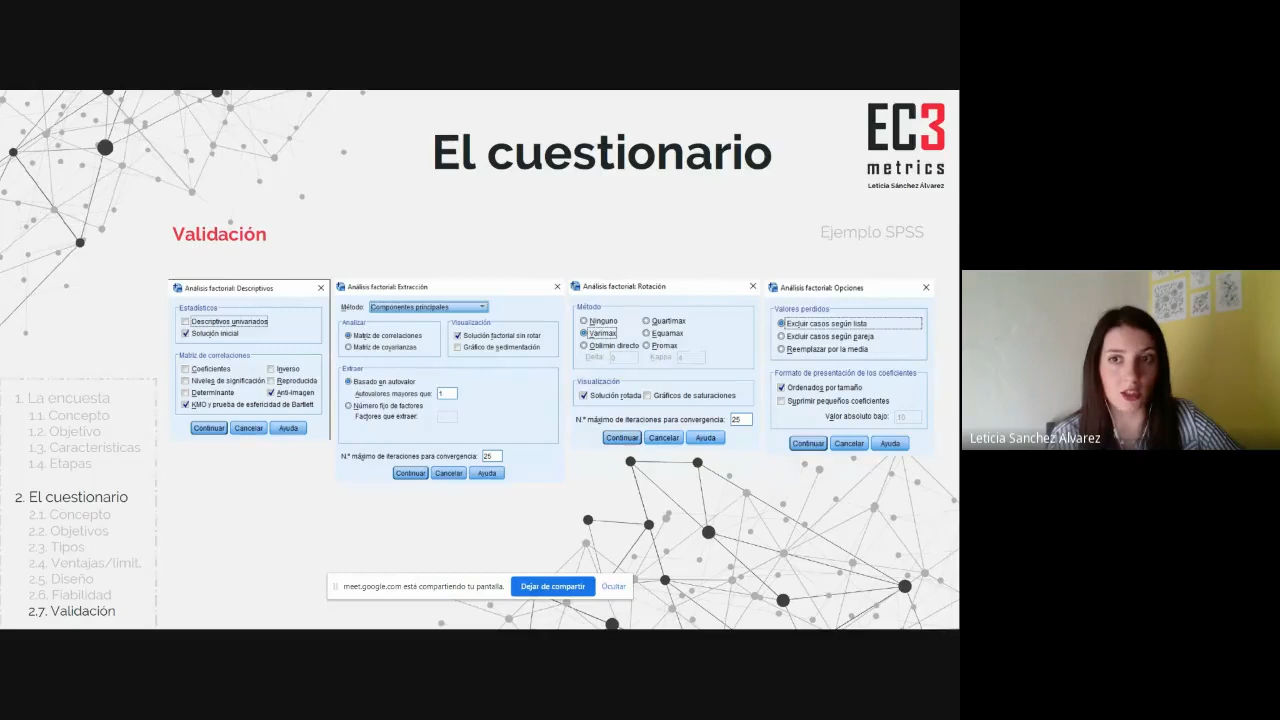 El cuestionario
EC3
metrics
Leticia Sánchez Álvarez
Validación
Ejemplo SPSS
Análisis factorial: Descriptivos
Estadísticos
Descriptivos univariados
Solución inicial
Matriz de correlaciones
Coeficientes Inverso
Niveles de significación Reproducida
Determinante Anti-imagen
KMO y prueba de esfericidad de Bartlett
Continuar Cancelar Ayuda
Análisis factorial: Extracción
Método: Componentes principales
Analizar
Matriz de correlaciones
Matriz de covarianzas
Visualización
Solución factorial sin rotar
Gráfico de sedimentación
Extraer
Basado en autovalor
Autovalores mayores que: 1
Número fijo de factores
Factores que extraer:
N.º máximo de iteraciones para convergencia: 25
Continuar Cancelar Ayuda
Análisis factorial: Rotación
Método
Ninguno Quartimax
Varimax Equamax
Oblimin directo Promax
Delta: 0 Kappa 4
Visualización
Solución rotada Gráficos de saturaciones
N.º máximo de iteraciones para convergencia: 25
Continuar Cancelar Ayuda
Análisis factorial: Opciones
Valores perdidos
Excluir casos según lista
Excluir casos según pareja
Reemplazar por la media
Formato de presentación de los coeficientes
Ordenados por tamaño
Suprimir pequeños coeficientes
Valor absoluto bajo: 10
Continuar Cancelar Ayuda
1. La encuesta
1.1. Concepto
1.2. Objetivo
1.3. Características
1.4. Etapas
2. El cuestionario
2.1. Concepto
2.2. Objetivos
2.3. Tipos
2.4. Ventajas/limit.
2.5. Diseño
2.6. Fiabilidad
2.7. Validación
meet.google.com está compartiendo tu pantalla. Dejar de compartir Ocultar
Leticia Sanchez Alvarez